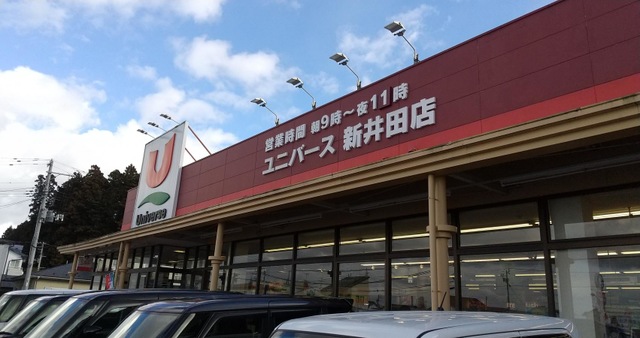 営業時間 朝9時～夜11時
ユニバース 新井田店
U
Universe